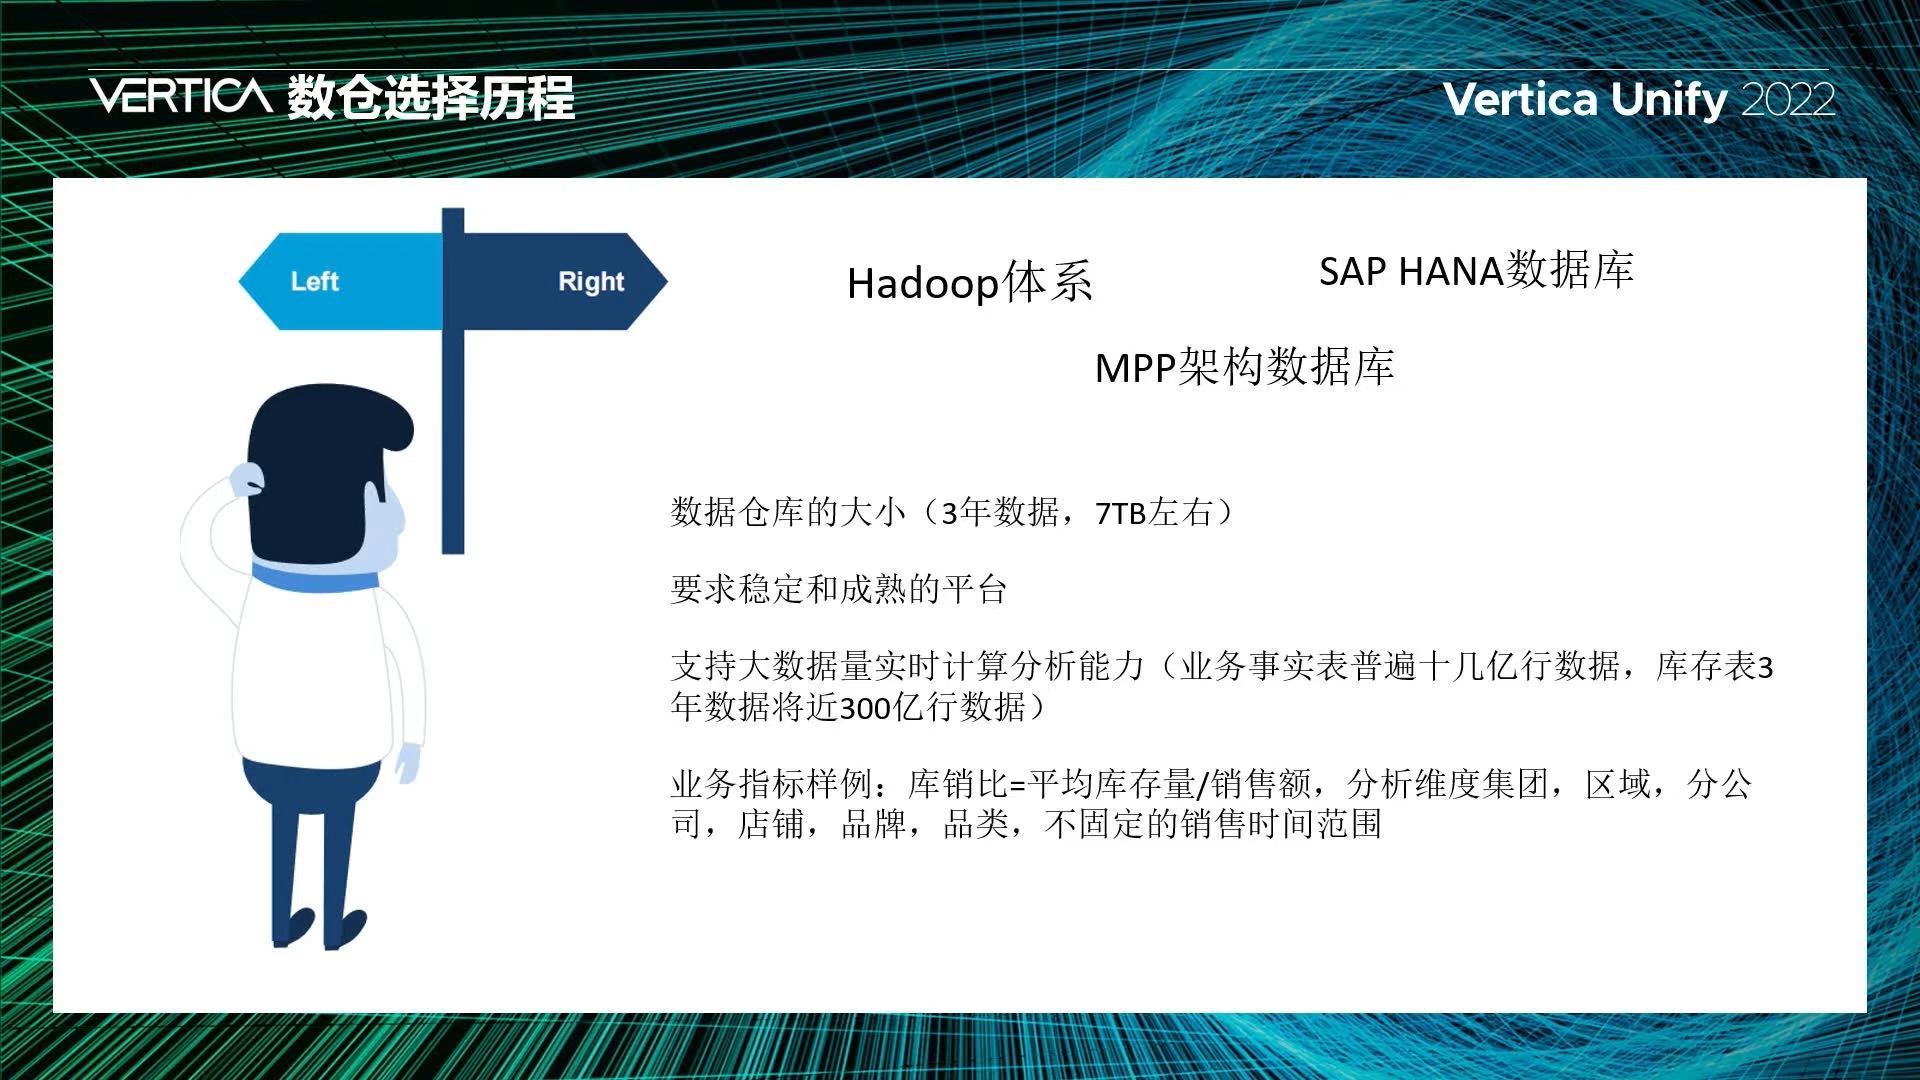 VERTICA 数仓选择历程
Vertica Unify 2022
Left
Right
Hadoop体系
SAP HANA数据库
MPP架构数据库
数据仓库的大小（3年数据，7TB左右）
要求稳定和成熟的平台
支持大数据量实时计算分析能力（业务事实表普遍十几亿行数据，库存表3
年数据将近300亿行数据）
业务指标样例：库销比=平均库存量/销售额，分析维度集团，区域，分公
司，店铺，品牌，品类，不固定的销售时间范围